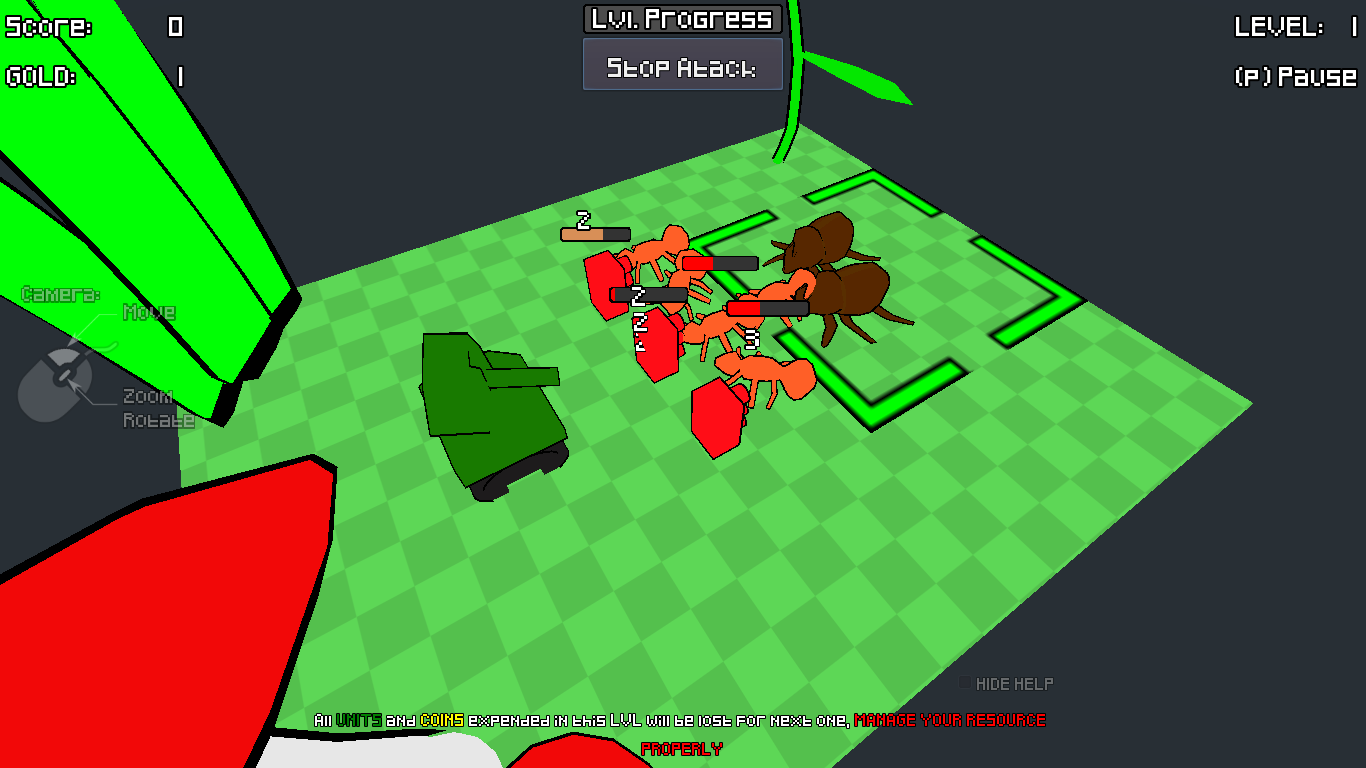 Score: 0
GOLD: 1
Lvl. Progress
Stop Atack
LEVEL: 1
(P) Pause
2
2
2
3
Camera:
Move
Zoom
Rotate
HIDE HELP
All UNITS and COINS expended in this LVL will be lost for next one, MANAGE YOUR RESOURCE
PROPERLY